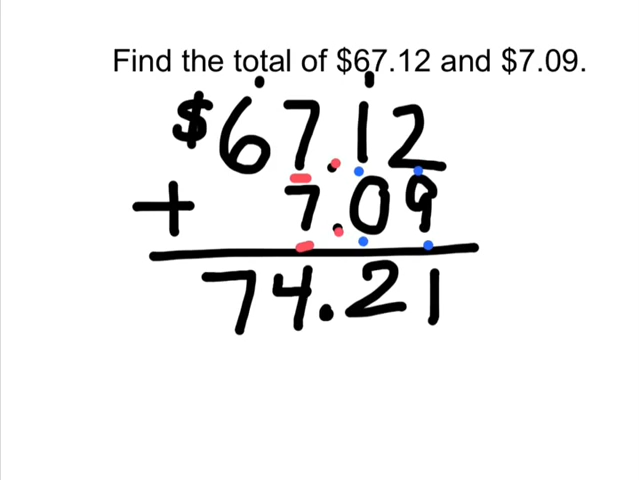 Find the total of $67.12 and $7.09.
$67.12
+ 7.09
74.21